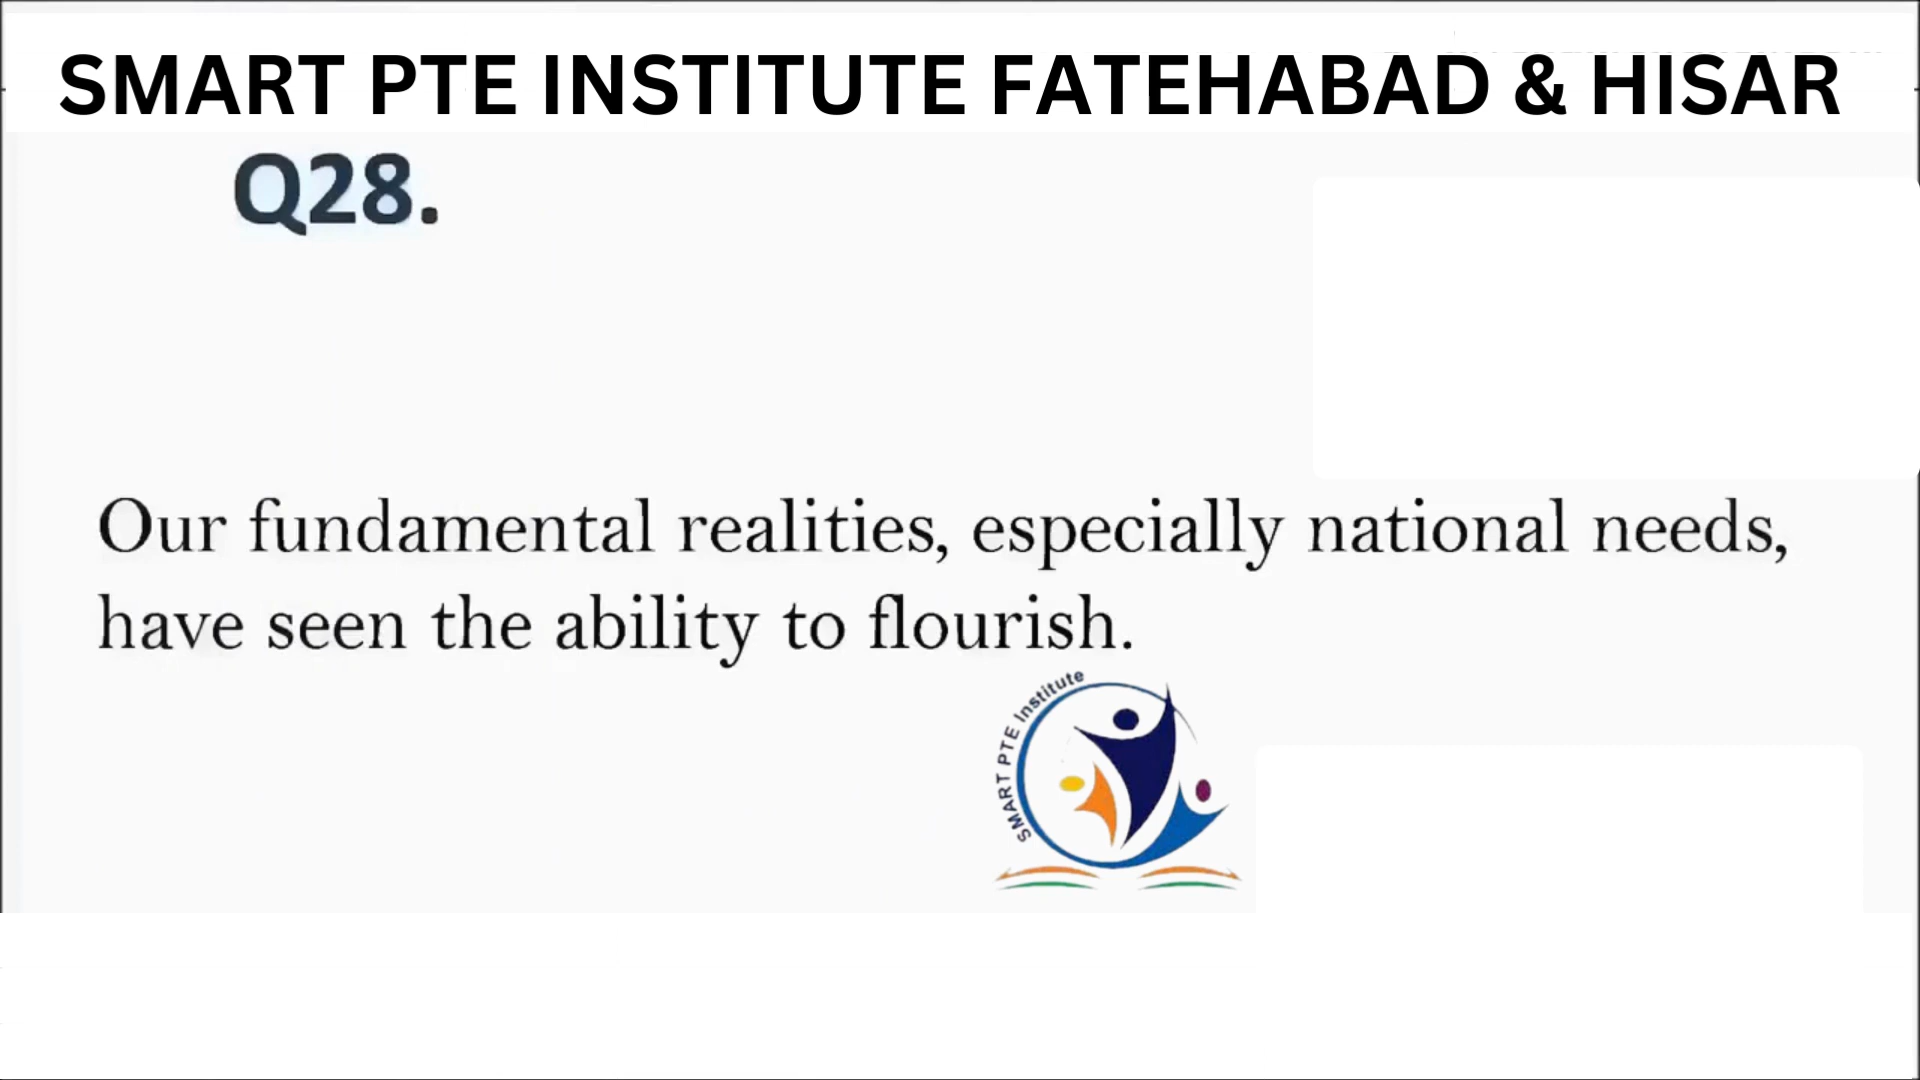 SMART PTE INSTITUTE FATEHABAD & HISAR
Q28.
Our fundamental realities, especially national needs,
have seen the ability to flourish.
SMART PTE Institute